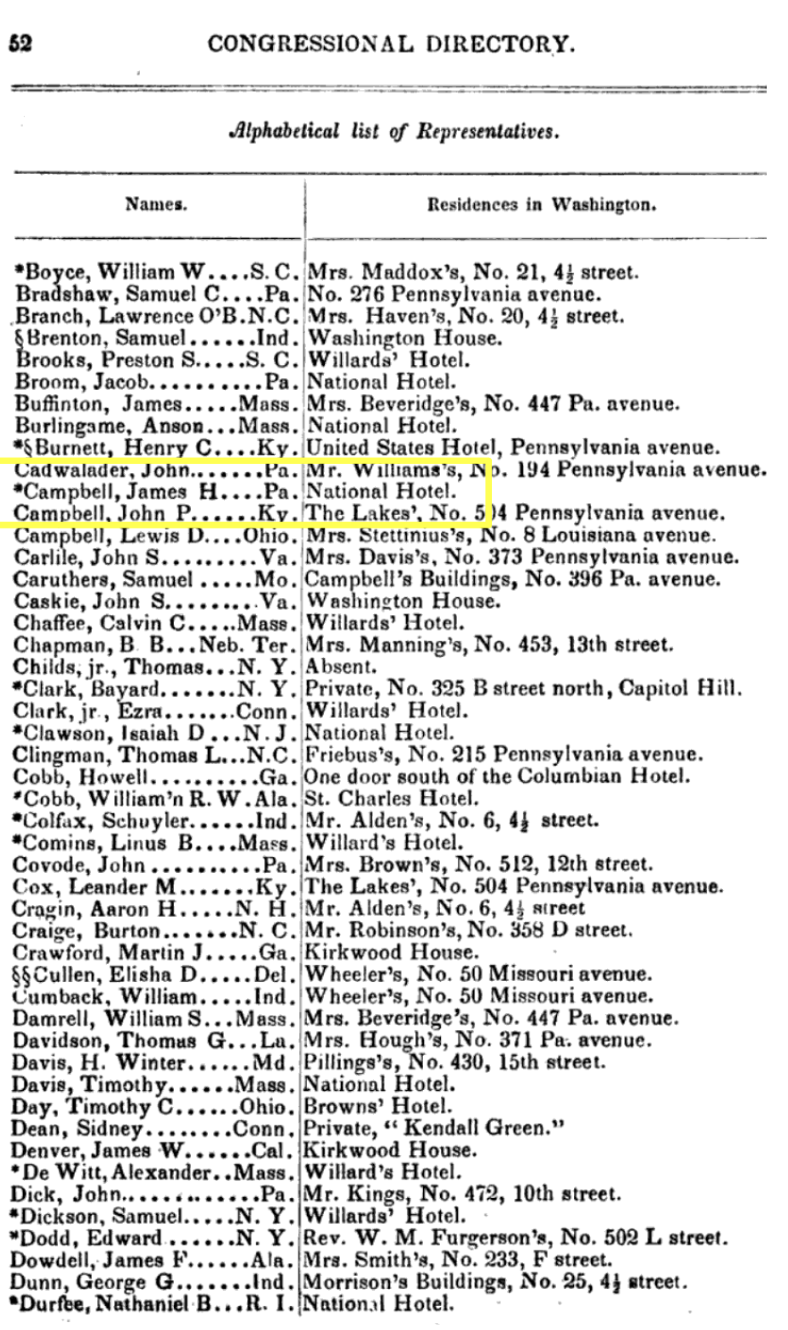 52 CONGRESSIONAL DIRECTORY.
Alphabetical list of Representatives.
Names. Residences in Washington.
*Boyce, William W....S. C. Mrs. Maddox's, No. 21, 4½ street.
Bradshaw, Samuel C....Pa. No. 276 Pennsylvania avenue.
Branch, Lawrence O'B.N.C. Mrs. Haven's, No. 20, 4½ street.
§Brenton, Samuel......Ind. Washington House.
Brooks, Preston S.....S. C. Willards' Hotel.
Broom, Jacob..........Pa. National Hotel.
Buffinton, James.....Mass. Mrs. Beveridge's, No. 447 Pa. avenue.
Burlingame, Anson...Mass. National Hotel.
*§Burnett, Henry C....Ky. United States Hotel, Pennsylvania avenue.
Cadwalader, John.......Pa. Mr. Williams's, No. 194 Pennsylvania avenue.
*Campbell, James H....Pa. National Hotel.
Campbell, John P......Ky. The Lakes', No. 504 Pennsylvania avenue.
Campbell, Lewis D....Ohio. Mrs. Stettinius's, No. 8 Louisiana avenue.
Carlile, John S.........Va. Mrs. Davis's, No. 373 Pennsylvania avenue.
Caruthers, Samuel .....Mo. Campbell's Buildings, No. 396 Pa. avenue.
Caskie, John S..........Va. Washington House.
Chaffee, Calvin C.....Mass. Willards' Hotel.
Chapman, B B...Neb. Ter. Mrs. Manning's, No. 453, 13th street.
Childs, jr., Thomas...N. Y. Absent.
*Clark, Bayard.......N. Y. Private, No. 325 B street north, Capitol Hill.
Clark, jr., Ezra.......Conn. Willards' Hotel.
*Clawson, Isaiah D...N. J. National Hotel.
Clingman, Thomas L...N.C. Friebus's, No. 215 Pennsylvania avenue.
Cobb, Howell..........Ga. One door south of the Columbian Hotel.
*Cobb, William'n R. W.Ala. St. Charles Hotel.
*Colfax, Schuyler......Ind. Mr. Alden's, No. 6, 4½ street.
*Comins, Linus B....Mass. Willard's Hotel.
Covode, John ..........Pa. Mrs. Brown's, No. 512, 12th street.
Cox, Leander M.......Ky. The Lakes', No. 504 Pennsylvania avenue.
Cragin, Aaron H.....N. H. Mr. Alden's, No. 6, 4½ street
Craige, Burton.......N. C. Mr. Robinson's, No. 358 D street.
Crawford, Martin J.....Ga. Kirkwood House.
§§Cullen, Elisha D.....Del. Wheeler's, No. 50 Missouri avenue.
Cumback, William.....Ind. Wheeler's, No. 50 Missouri avenue.
Damrell, William S...Mass. Mrs. Beveridge's, No. 447 Pa. avenue.
Davidson, Thomas G...La. Mrs. Hough's, No. 371 Pa. avenue.
Davis, H. Winter......Md. Pillings's, No. 430, 15th street.
Davis, Timothy......Mass. National Hotel.
Day, Timothy C......Ohio. Browns' Hotel.
Dean, Sidney........Conn. Private, "Kendall Green."
Denver, James W......Cal. Kirkwood House.
*De Witt, Alexander..Mass. Willard's Hotel.
Dick, John.............Pa. Mr. Kings, No. 472, 10th street.
*Dickson, Samuel.....N. Y. Willards' Hotel.
*Dodd, Edward......N. Y. Rev. W. M. Furgerson's, No. 502 L street.
Dowdell, James F......Ala. Mrs. Smith's, No. 233, F street.
Dunn, George G.......Ind. Morrison's Buildings, No. 25, 4½ street.
*Durfee, Nathaniel B...R. I. National Hotel.